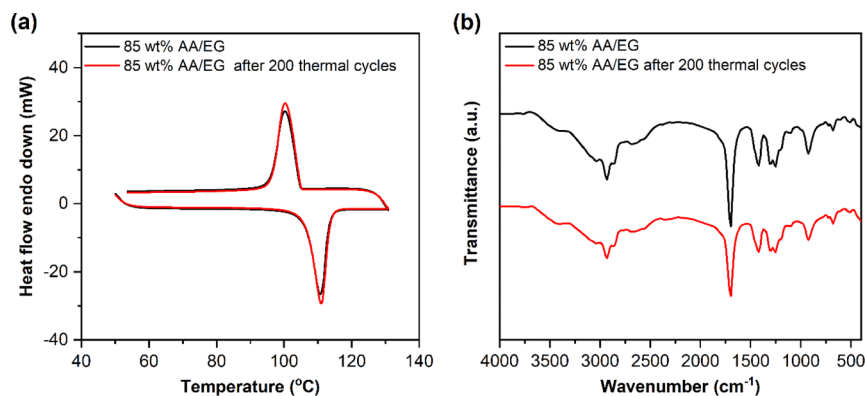 (a)
85 wt% AA/EG
85 wt% AA/EG after 200 thermal cycles
Heat flow endo down (mW)
40
20
0
-20
-40
40 60 80 100 120 140
Temperature (°C)
(b)
85 wt% AA/EG
85 wt% AA/EG after 200 thermal cycles
Transmittance (a.u.)
4000 3500 3000 2500 2000 1500 1000 500
Wavenumber (cm⁻¹)